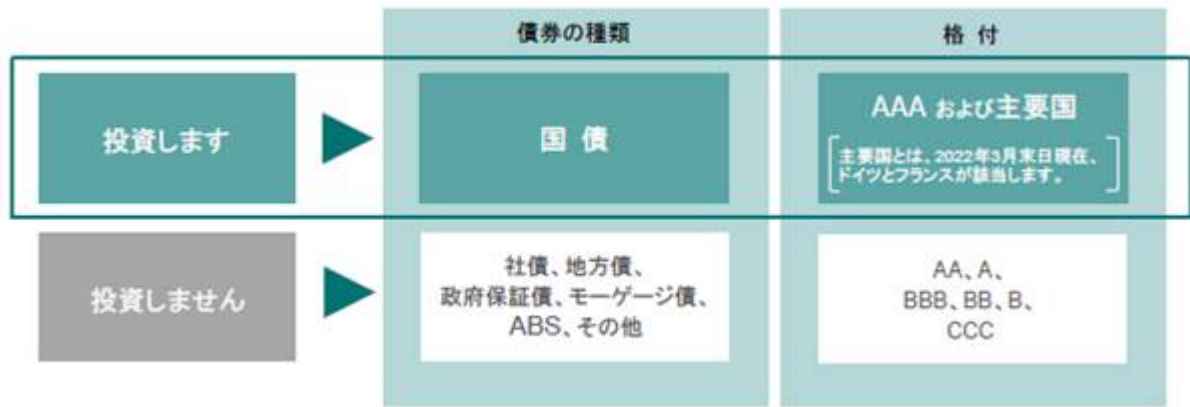 債券の種類
格 付
投資します
国 債
AAA および主要国
主要国とは、2022年3月末日現在、
ドイツとフランスが該当します。
投資しません
社債、地方債、
政府保証債、モーゲージ債、
ABS、その他
AA、A、
BBB、BB、B、
CCC